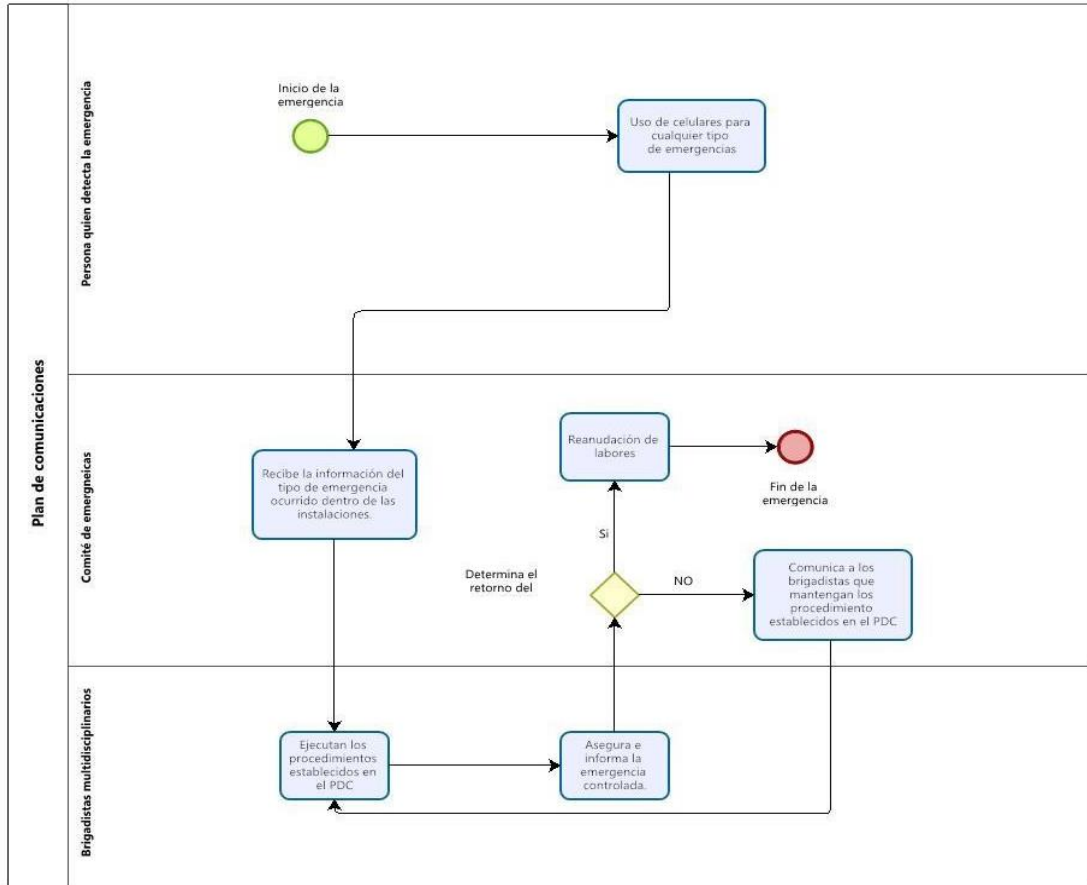 Plan de comunicaciones
Persona quien detecta la emergencia
Inicio de la
emergencia
Uso de celulares para
cualquier tipo
de emergencias
Comité de emergneicas
Recibe la información del
tipo de emergencia
ocurrido dentro de las
instalaciones.
Reanudación de
labores
Fin de la
emergencia
Si
Determina el
retorno del
NO
Comunica a los
brigadistas que
mantengan los
procedimiento
establecidos en el PDC
Brigadistas multidisciplinarios
Ejecutan los
procedimientos
establecidos en
el PDC
Asegura e
informa la
emergencia
controlada.